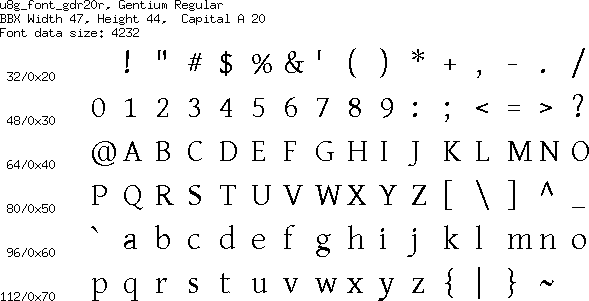 u8g_font_gdr20r, Gentium Regular
BBX Width 47, Height 44,  Capital A 20
Font data size: 4232
32/0x20 ! " # $ % & ' ( ) * + , - . /
48/0x30 0 1 2 3 4 5 6 7 8 9 : ; < = > ?
64/0x40 @ A B C D E F G H I J K L M N O
80/0x50 P Q R S T U V W X Y Z [ \ ] ^ _
96/0x60 ` a b c d e f g h i j k l m n o
112/0x70 p q r s t u v w x y z { | } ~